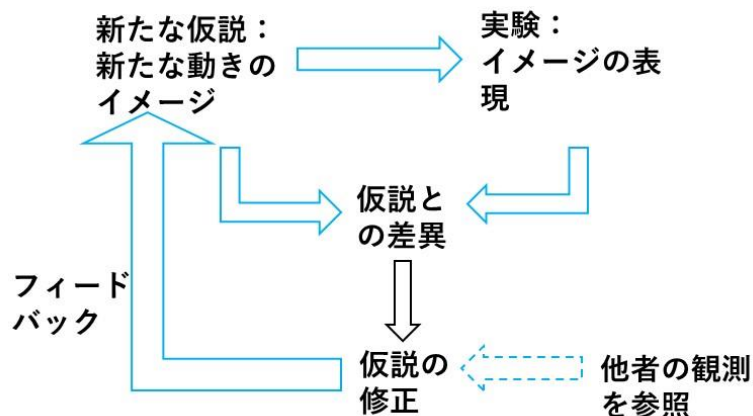 新たな仮説：
新たな動きの
イメージ
実験：
イメージの表
現
仮説と
の差異
フィード
バック
仮説の
修正
他者の観測
を参照